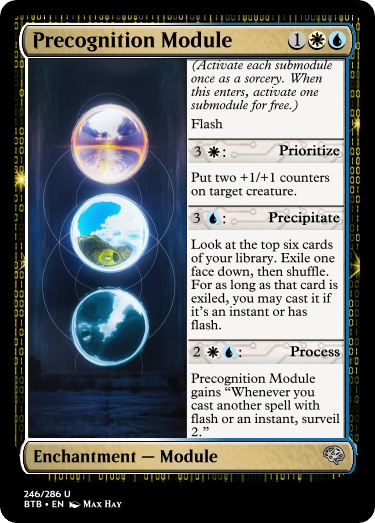 Precognition Module 1
(Activate each submodule
once as a sorcery. When
this enters, activate one
submodule for free.)
Flash
3 : Prioritize
Put two +1/+1 counters
on target creature.
3 : Precipitate
Look at the top six cards
of your library. Exile one
face down, then shuffle.
For as long as that card is
exiled, you may cast it if
it's an instant or has
flash.
2 : Process
Precognition Module
gains “Whenever you
cast another spell with
flash or an instant, surveil
2.”
Enchantment — Module
246/286 U
BTB • EN Max Hay